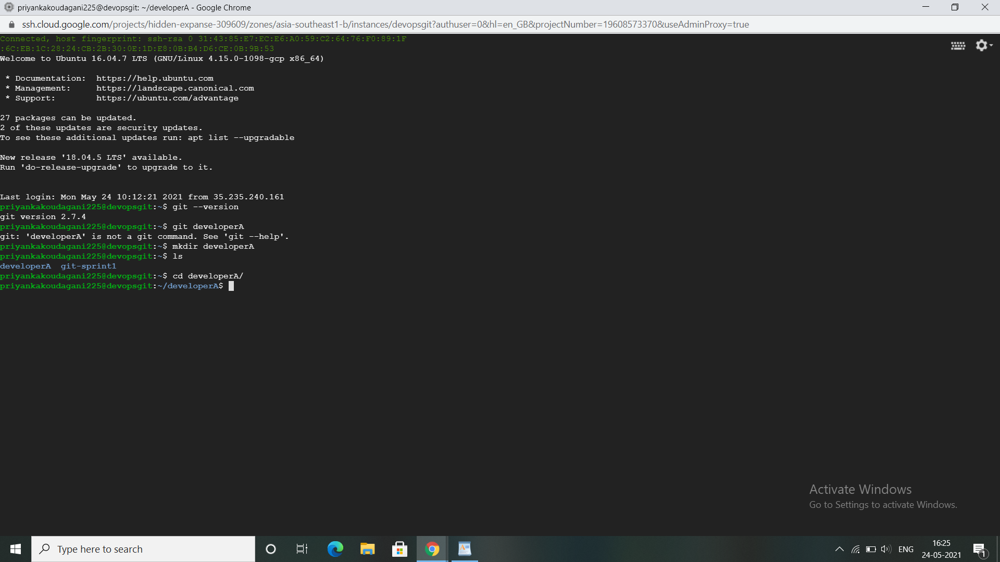 priyankakoudagani225@devopsgit: ~/developerA - Google Chrome
ssh.cloud.google.com/projects/hidden-expanse-309609/zones/asia-southeast1-b/instances/devopsgit?authuser=0&hl=en_GB&projectNumber=19608573370&useAdminProxy=true
Connected, host fingerprint: ssh-rsa 0 31:43:85:E7:EC:E6:A0:59:C2:64:76:F0:89:1F
:6C:EB:1C:28:24:CB:2B:30:0E:1D:E8:0B:B4:D6:CE:0B:9B:53
Welcome to Ubuntu 16.04.7 LTS (GNU/Linux 4.15.0-1098-gcp x86_64)
* Documentation: https://help.ubuntu.com
* Management: https://landscape.canonical.com
* Support: https://ubuntu.com/advantage
27 packages can be updated.
2 of these updates are security updates.
To see these additional updates run: apt list --upgradable
New release '18.04.5 LTS' available.
Run 'do-release-upgrade' to upgrade to it.
Last login: Mon May 24 10:12:21 2021 from 35.235.240.161
priyankakoudagani225@devopsgit:~$ git --version
git version 2.7.4
priyankakoudagani225@devopsgit:~$ git developerA
git: 'developerA' is not a git command. See 'git --help'.
priyankakoudagani225@devopsgit:~$ mkdir developerA
priyankakoudagani225@devopsgit:~$ ls
developerA git-sprint1
priyankakoudagani225@devopsgit:~$ cd developerA/
priyankakoudagani225@devopsgit:~/developerA$
Activate Windows
Go to Settings to activate Windows.
Type here to search
ENG
16:25
24-05-2021
1